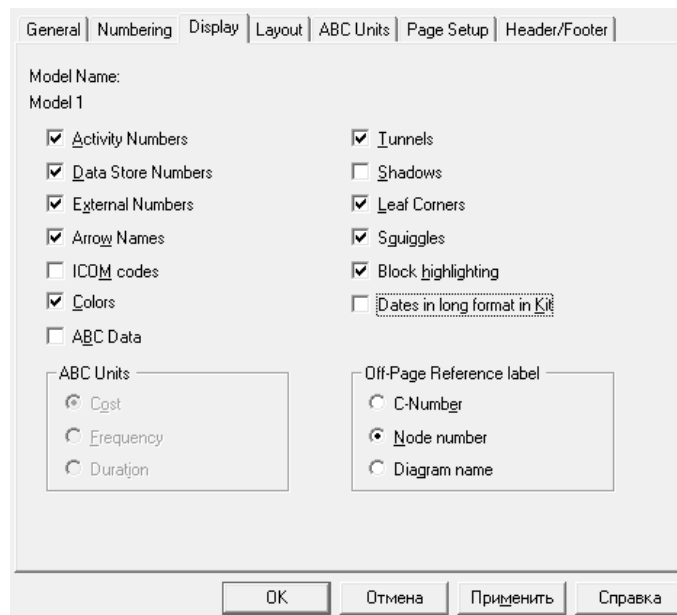 General Numbering Display Layout ABC Units Page Setup Header/Footer
Model Name:
Model 1
Activity Numbers
Data Store Numbers
External Numbers
Arrow Names
ICOM codes
Colors
ABC Data
Tunnels
Shadows
Leaf Corners
Squiggles
Block highlighting
Dates in long format in Kit
ABC Units
Cost
Frequency
Duration
Off-Page Reference label
C-Number
Node number
Diagram name
OK Отмена Применить Справка